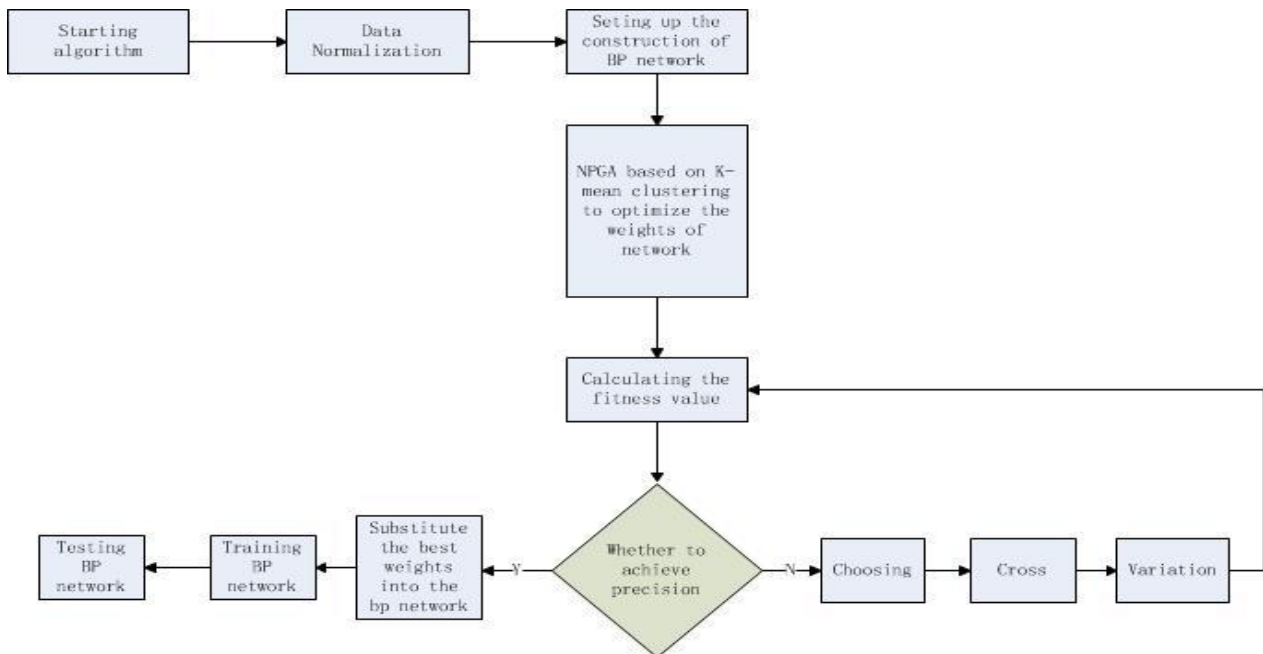 Starting
algorithm
Data
Normalization
Seting up the
construction of
BP network
NPGA based on K-
mean clustering
to optimize the
weights of
network
Calculating the
fitness value
Whether to
achieve
precision
Y
Substitute
the best
weights
into the
bp network
Training
BP
network
Testing
BP
network
N
Choosing
Cross
Variation